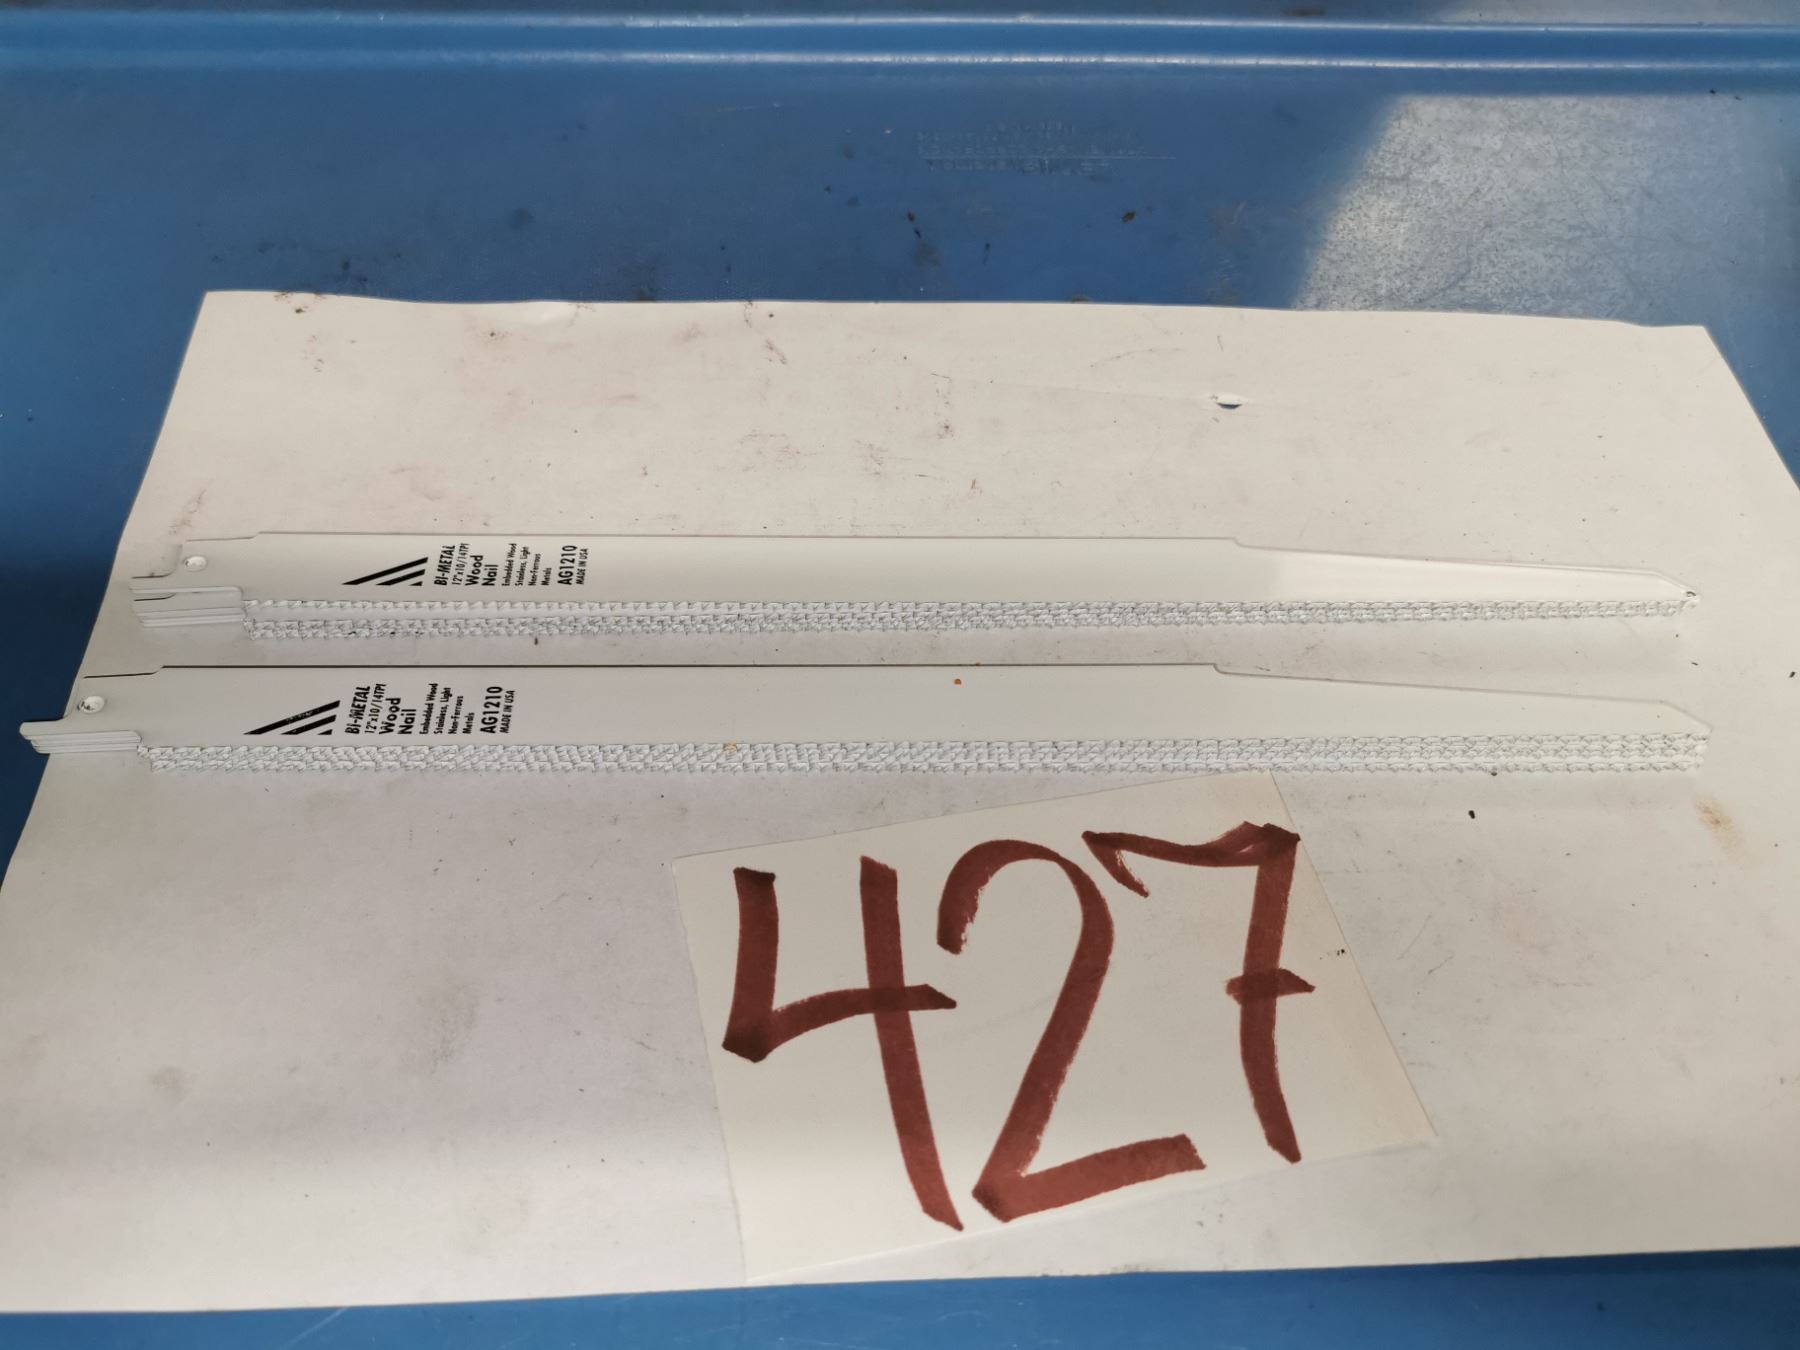 BI-METAL
12"x10/14TPI
Wood
Nail
Embedded Wood
Stainless, Light
Non-Ferrous
Metals
AG1210
MADE IN USA
BI-METAL
12"x10/14TPI
Wood
Nail
Embedded Wood
Stainless, Light
Non-Ferrous
Metals
AG1210
MADE IN USA
427